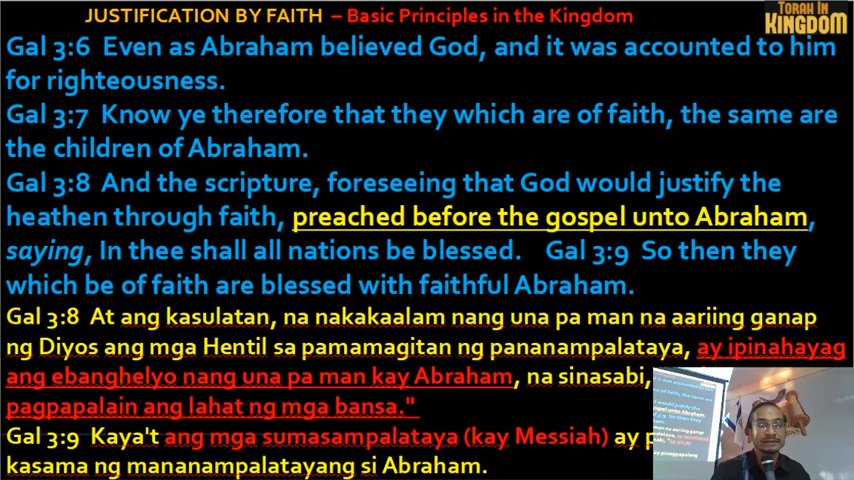 JUSTIFICATION BY FAITH – Basic Principles in the Kingdom
TORAH IN
KINGDOM
Gal 3:6 Even as Abraham believed God, and it was accounted to him
for righteousness.
Gal 3:7 Know ye therefore that they which are of faith, the same are
the children of Abraham.
Gal 3:8 And the scripture, foreseeing that God would justify the
heathen through faith, preached before the gospel unto Abraham,
saying, In thee shall all nations be blessed. Gal 3:9 So then they
which be of faith are blessed with faithful Abraham.
Gal 3:8 At ang kasulatan, na nakakaalam nang una pa man na aariing ganap
ng Diyos ang mga Hentil sa pamamagitan ng pananampalataya, ay ipinahayag
ang ebanghelyo nang una pa man kay Abraham, na sinasabi,
pagpapalain ang lahat ng mga bansa."
Gal 3:9 Kaya't ang mga sumasampalataya (kay Messiah) ay
kasama ng mananampalatayang si Abraham.